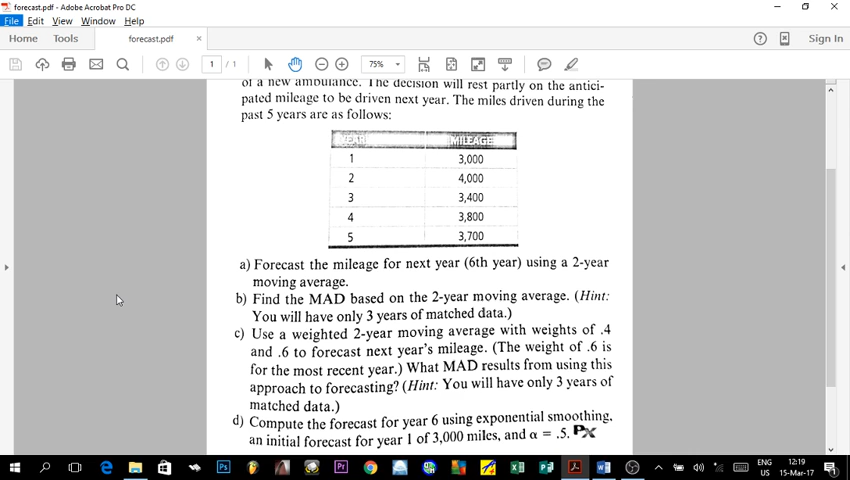 forecast.pdf - Adobe Acrobat Pro DC
File Edit View Window Help
Home Tools forecast.pdf × ? Sign In
1 / 1 75%
of a new ambulance. The decision will rest partly on the antici-
pated mileage to be driven next year. The miles driven during the
past 5 years are as follows:
YEAR MILEAGE
1 3,000
2 4,000
3 3,400
4 3,800
5 3,700
a) Forecast the mileage for next year (6th year) using a 2-year
moving average.
b) Find the MAD based on the 2-year moving average. (Hint:
You will have only 3 years of matched data.)
c) Use a weighted 2-year moving average with weights of .4
and .6 to forecast next year's mileage. (The weight of .6 is
for the most recent year.) What MAD results from using this
approach to forecasting? (Hint: You will have only 3 years of
matched data.)
d) Compute the forecast for year 6 using exponential smoothing,
an initial forecast for year 1 of 3,000 miles, and α = .5. PX
ENG 12:19
US 15-Mar-17